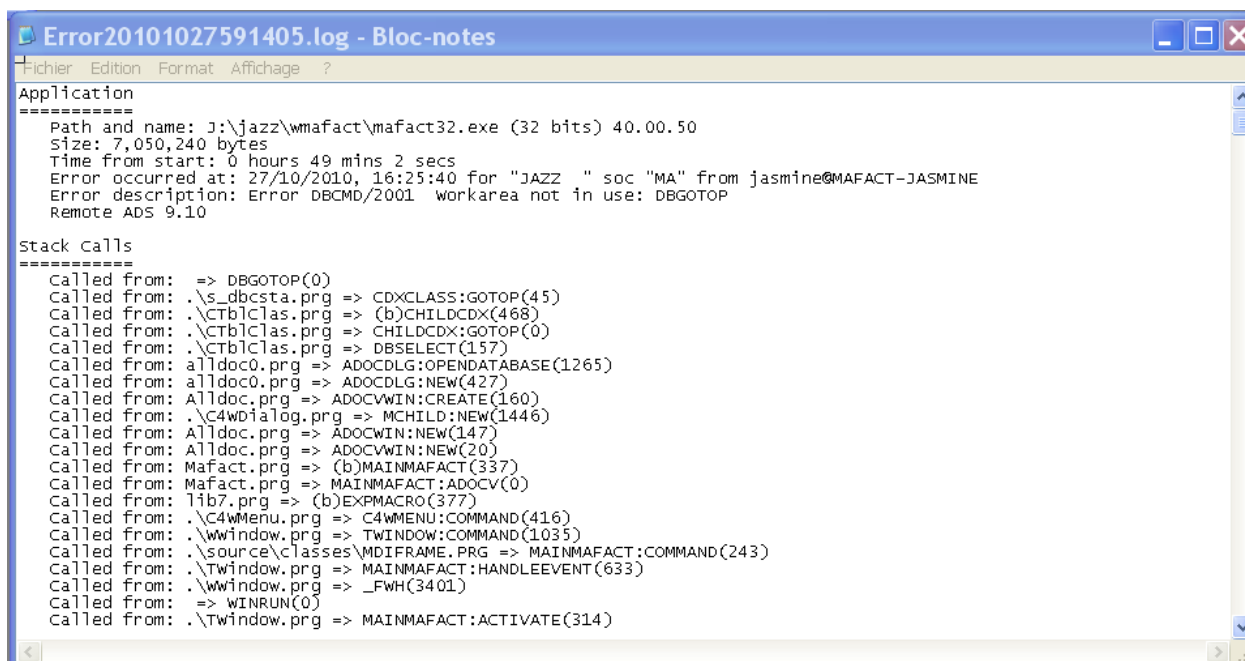 Error20101027591405.log - Bloc-notes
Fichier Edition Format Affichage ?
Application
===========
Path and name: J:\jazz\wmafact\mafact32.exe (32 bits) 40.00.50
Size: 7,050,240 bytes
Time from start: 0 hours 49 mins 2 secs
Error occurred at: 27/10/2010, 16:25:40 for "JAZZ  " soc "MA" from jasmine@MAFACT-JASMINE
Error description: Error DBCMD/2001  Workarea not in use: DBGOTOP
Remote ADS 9.10
Stack Calls
===========
Called from:  => DBGOTOP(0)
Called from: .\s_dbcsta.prg => CDXCLASS:GOTOP(45)
Called from: .\CTblClas.prg => (b)CHILDCDX(468)
Called from: .\CTblClas.prg => CHILDCDX:GOTOP(0)
Called from: .\CTblClas.prg => DBSELECT(157)
Called from: alldoc0.prg => ADOCDLG:OPENDATABASE(1265)
Called from: alldoc0.prg => ADOCDLG:NEW(427)
Called from: Alldoc.prg => ADOCVWIN:CREATE(160)
Called from: .\C4WDialog.prg => MCHILD:NEW(1446)
Called from: Alldoc.prg => ADOCWIN:NEW(147)
Called from: Alldoc.prg => ADOCVWIN:NEW(20)
Called from: Mafact.prg => (b)MAINMAFACT(337)
Called from: Mafact.prg => MAINMAFACT:ADOCV(0)
Called from: lib7.prg => (b)EXPMACRO(377)
Called from: .\C4WMenu.prg => C4WMENU:COMMAND(416)
Called from: .\wWindow.prg => TWINDOW:COMMAND(1035)
Called from: .\source\classes\MDIFRAME.PRG => MAINMAFACT:COMMAND(243)
Called from: .\TWindow.prg => MAINMAFACT:HANDLEEVENT(633)
Called from: .\wWindow.prg => _FWH(3401)
Called from:  => WINRUN(0)
Called from: .\TWindow.prg => MAINMAFACT:ACTIVATE(314)